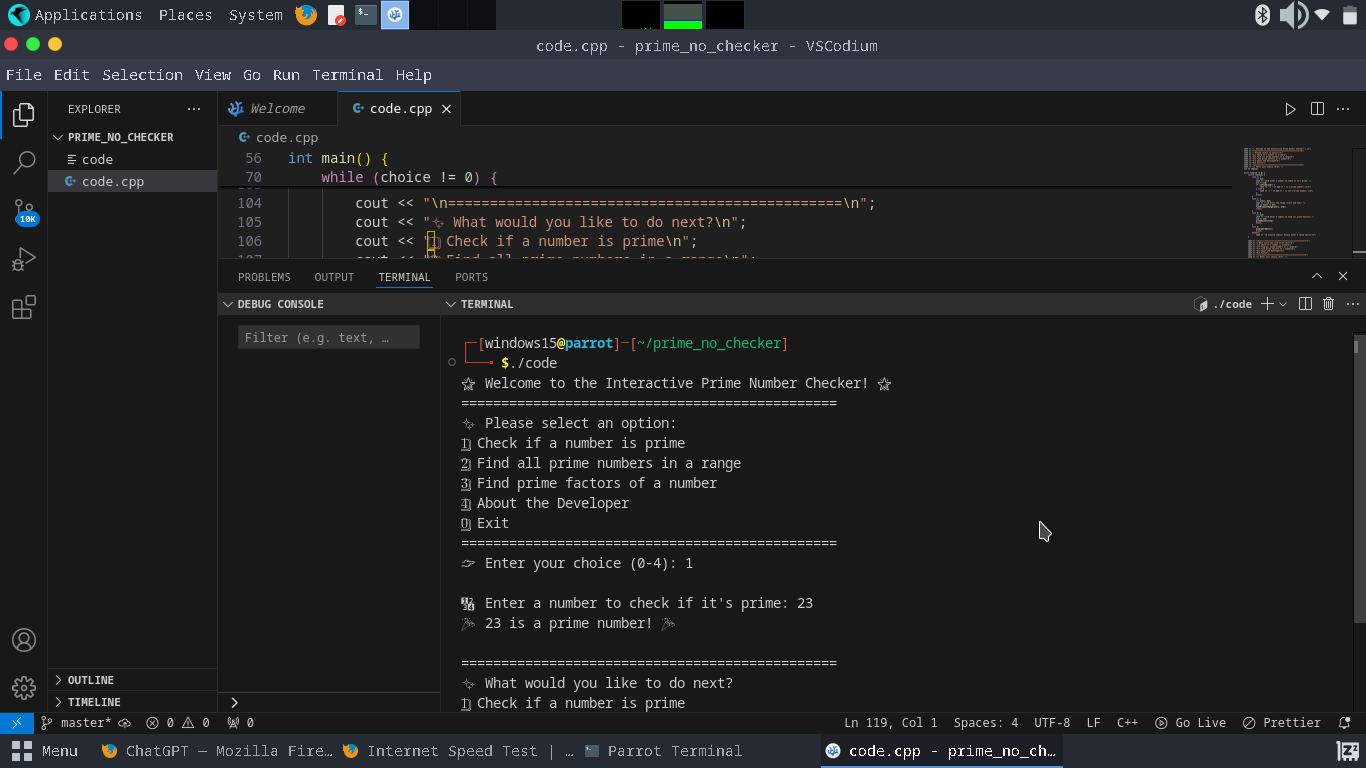 Applications Places System
code.cpp - prime_no_checker - VSCodium
File Edit Selection View Go Run Terminal Help
EXPLORER
PRIME_NO_CHECKER
code
code.cpp
OUTLINE
TIMELINE
10K
Welcome
code.cpp
code.cpp
56 int main() {
70 while (choice != 0) {
104 cout << "\n===============================================\n";
105 cout << "✨ What would you like to do next?\n";
106 cout << "1️⃣ Check if a number is prime\n";
107 cout << "2️⃣ Find all prime numbers in a range\n";
PROBLEMS OUTPUT TERMINAL PORTS
DEBUG CONSOLE
Filter (e.g. text, …
TERMINAL
./code
┌─[windows15@parrot]─[~/prime_no_checker]
└──╼ $./code
🌟 Welcome to the Interactive Prime Number Checker! 🌟
===============================================
✨ Please select an option:
1️⃣ Check if a number is prime
2️⃣ Find all prime numbers in a range
3️⃣ Find prime factors of a number
4️⃣ About the Developer
0️⃣ Exit
===============================================
👉 Enter your choice (0-4): 1
🔢 Enter a number to check if it's prime: 23
🎉 23 is a prime number! 🎉
===============================================
✨ What would you like to do next?
1️⃣ Check if a number is prime
master* 0 0 0 Ln 119, Col 1 Spaces: 4 UTF-8 LF C++ Go Live Prettier
Menu ChatGPT — Mozilla Fire… Internet Speed Test | … Parrot Terminal code.cpp - prime_no_ch…